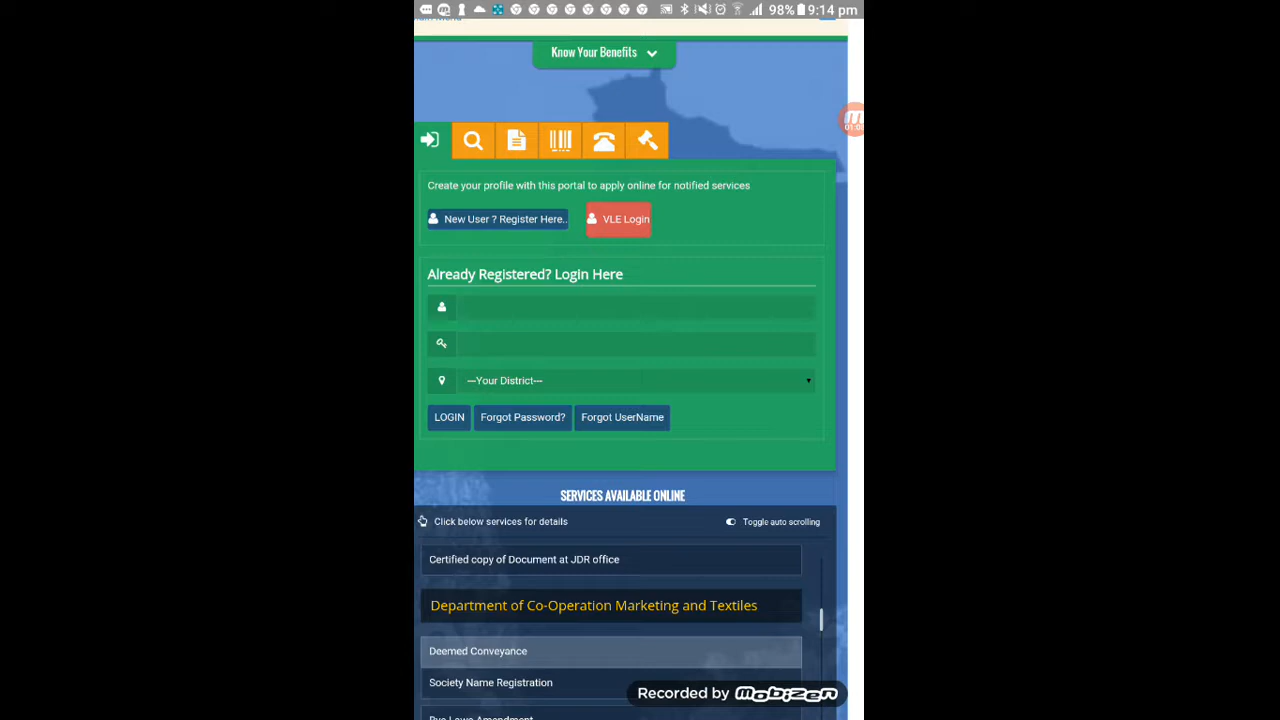 98% 9:14 pm
Know Your Benefits
Create your profile with this portal to apply online for notified services
New User ? Register Here..
VLE Login
Already Registered? Login Here
---Your District---
LOGIN
Forgot Password?
Forgot UserName
SERVICES AVAILABLE ONLINE
Click below services for details
Toggle auto scrolling
Certified copy of Document at JDR office
Department of Co-Operation Marketing and Textiles
Deemed Conveyance
Society Name Registration
Recorded by mobizen